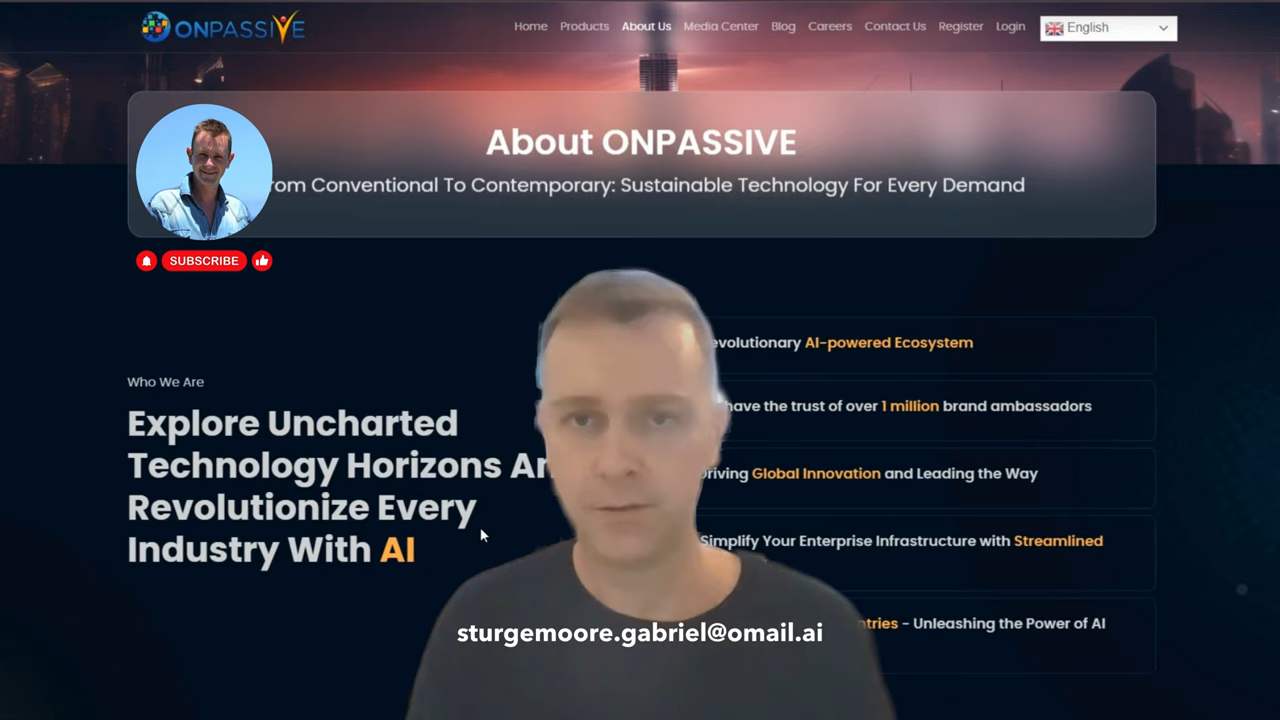 ONPASSIVE
Home Products About Us Media Center Blog Careers Contact Us Register Login English
About ONPASSIVE
rom Conventional To Contemporary: Sustainable Technology For Every Demand
SUBSCRIBE
Who We Are
Explore Uncharted
Technology Horizons An
Revolutionize Every
Industry With AI
evolutionary AI-powered Ecosystem
have the trust of over 1 million brand ambassadors
riving Global Innovation and Leading the Way
Simplify Your Enterprise Infrastructure with Streamlined
ntries - Unleashing the Power of AI
sturgemoore.gabriel@omail.ai